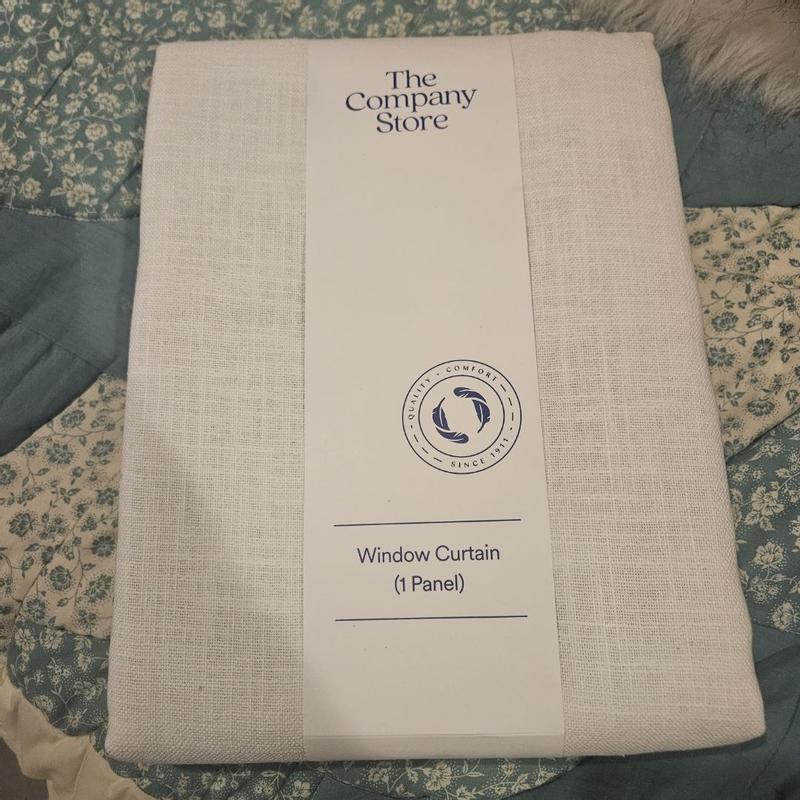 The
Company
Store
QUALITY · COMFORT
SINCE 1911
Window Curtain
(1 Panel)